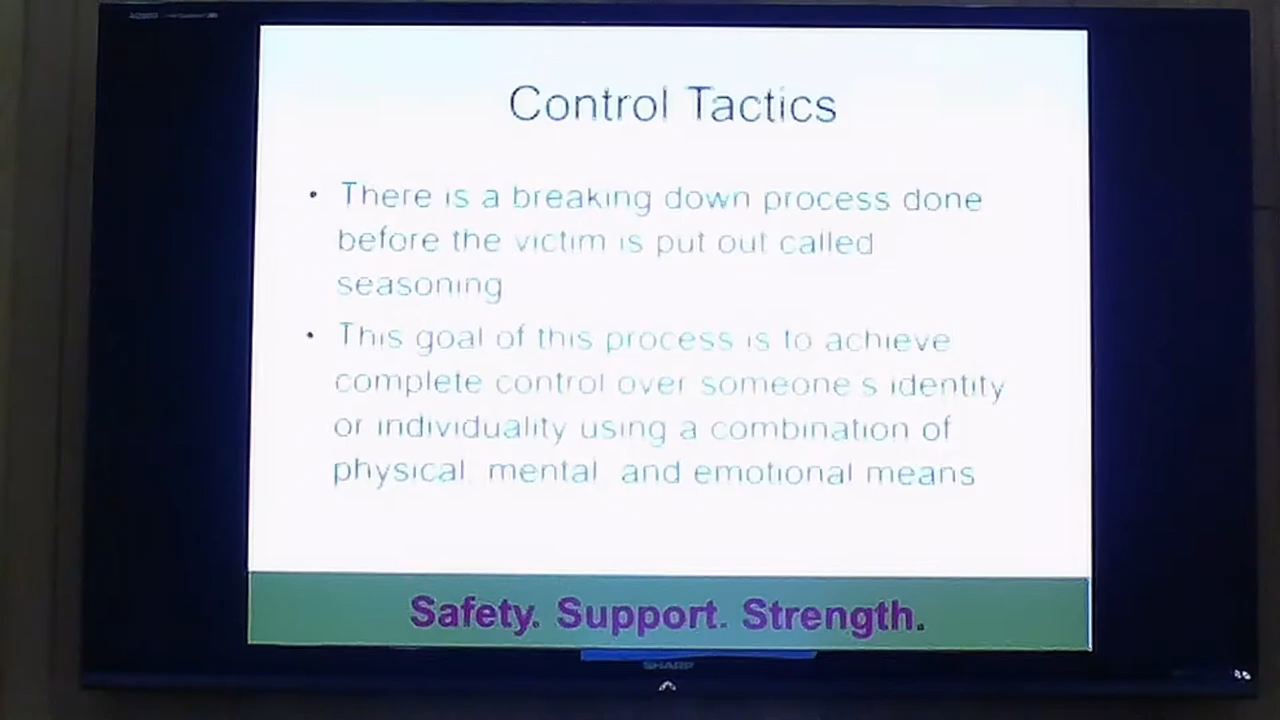 Control Tactics
• There is a breaking down process done
before the victim is put out called
seasoning
• This goal of this process is to achieve
complete control over someone s identity
or individuality using a combination of
physical mental and emotional means
Safety. Support. Strength.
SHARP